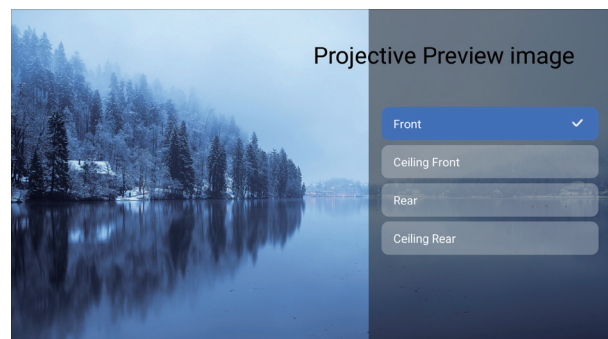 Projective Preview image
Front
Ceiling Front
Rear
Ceiling Rear